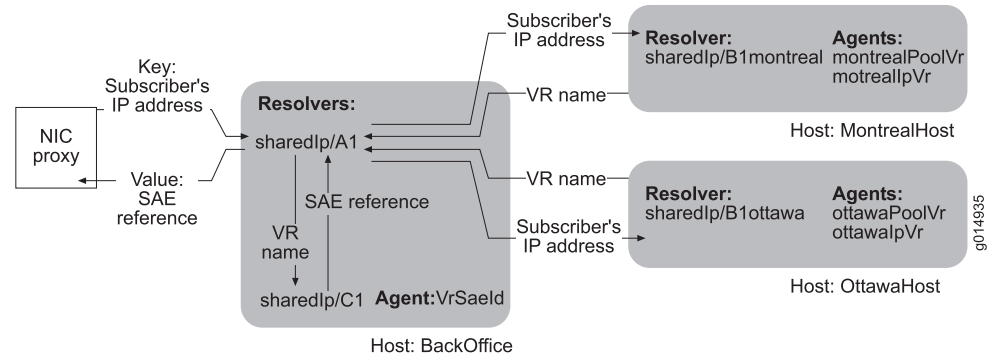 Key:
Subscriber's
IP address
NIC
proxy
Value:
SAE
reference
Resolvers:
sharedIp/A1
SAE reference
VR
name
sharedIp/C1 Agent:VrSaeId
Host: BackOffice
Subscriber's
IP address
VR name
Resolver: Agents:
sharedIp/B1montreal montrealPoolVr
motrealIpVr
Host: MontrealHost
VR name
Subscriber's
IP address
Resolver: Agents:
sharedIp/B1ottawa ottawaPoolVr
ottawaIpVr
Host: OttawaHost
g014935